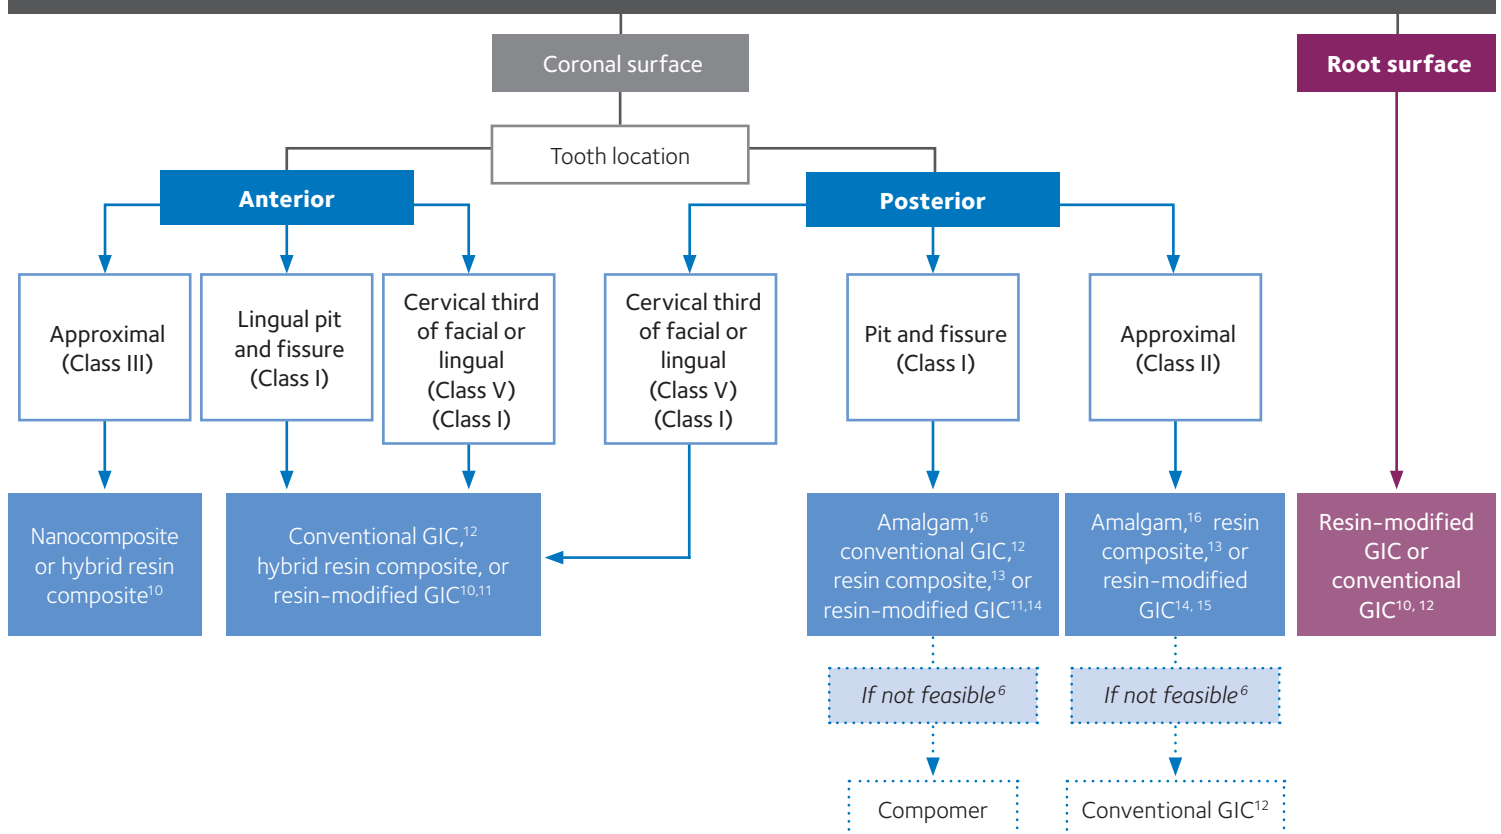 Coronal surface
Root surface
Tooth location
Anterior
Posterior
Approximal
(Class III)
Lingual pit
and fissure
(Class I)
Cervical third
of facial or
lingual
(Class V)
(Class I)
Cervical third
of facial or
lingual
(Class V)
(Class I)
Pit and fissure
(Class I)
Approximal
(Class II)
Nanocomposite
or hybrid resin
composite¹⁰
Conventional GIC,¹²
hybrid resin composite, or
resin-modified GIC¹⁰,¹¹
Amalgam,¹⁶
conventional GIC,¹²
resin composite,¹³ or
resin-modified GIC¹¹,¹⁴
Amalgam,¹⁶ resin
composite,¹³ or
resin-modified
GIC¹⁴, ¹⁵
Resin-modified
GIC or
conventional
GIC¹⁰, ¹²
If not feasible⁶
If not feasible⁶
Compomer
Conventional GIC¹²